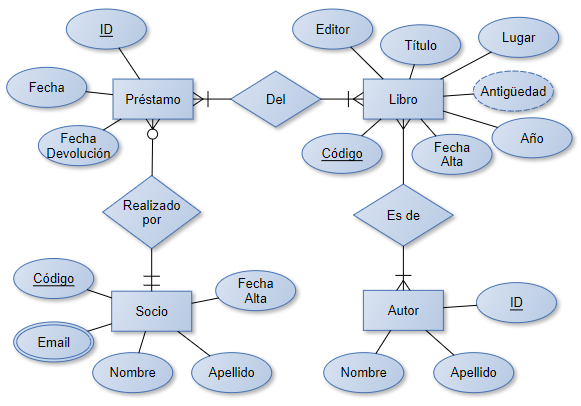 ID
Editor
Título
Lugar
Fecha
Préstamo
Del
Libro
Antigüedad
Fecha
Devolución
Código
Fecha
Alta
Año
Realizado
por
Es de
Código
Fecha
Alta
Socio
Autor
ID
Email
Nombre
Apellido
Nombre
Apellido